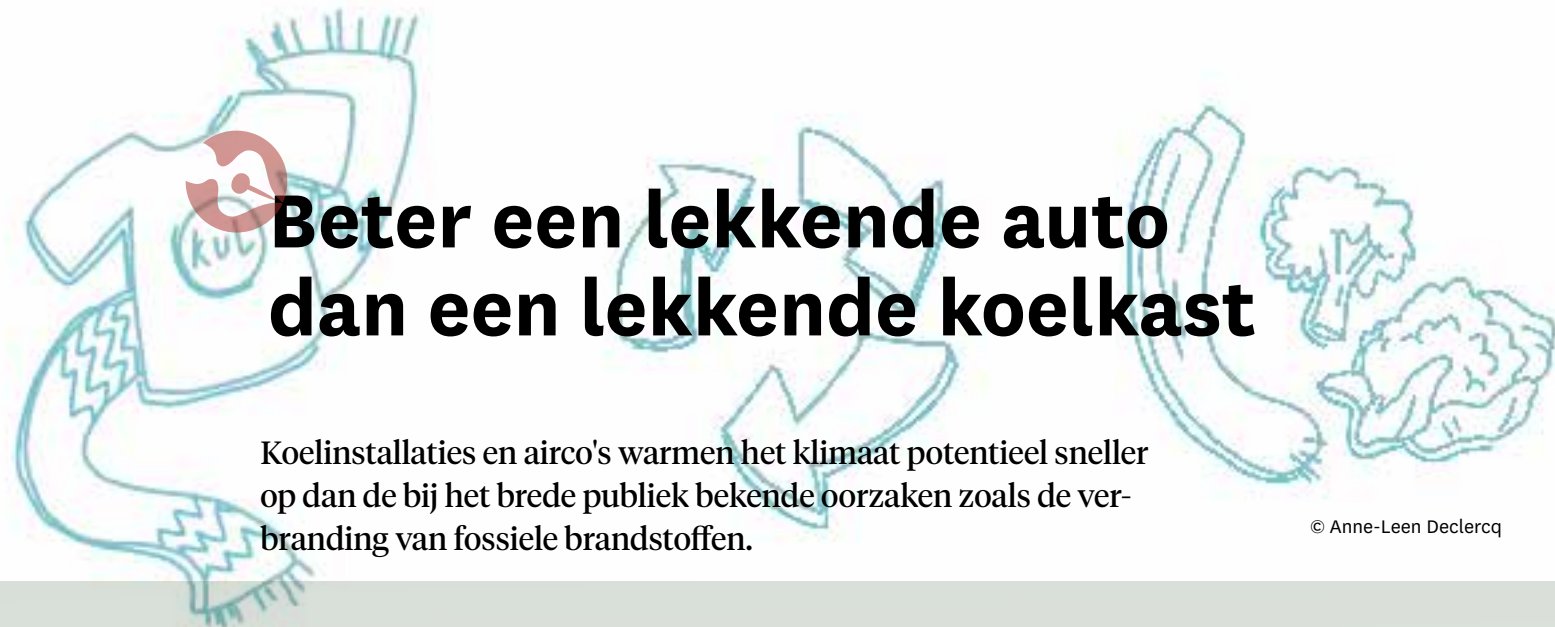 KUL
Beter een lekkende auto
dan een lekkende koelkast
Koelinstallaties en airco's warmen het klimaat potentieel sneller
op dan de bij het brede publiek bekende oorzaken zoals de ver-
branding van fossiele brandstoffen.
© Anne-Leen Declercq